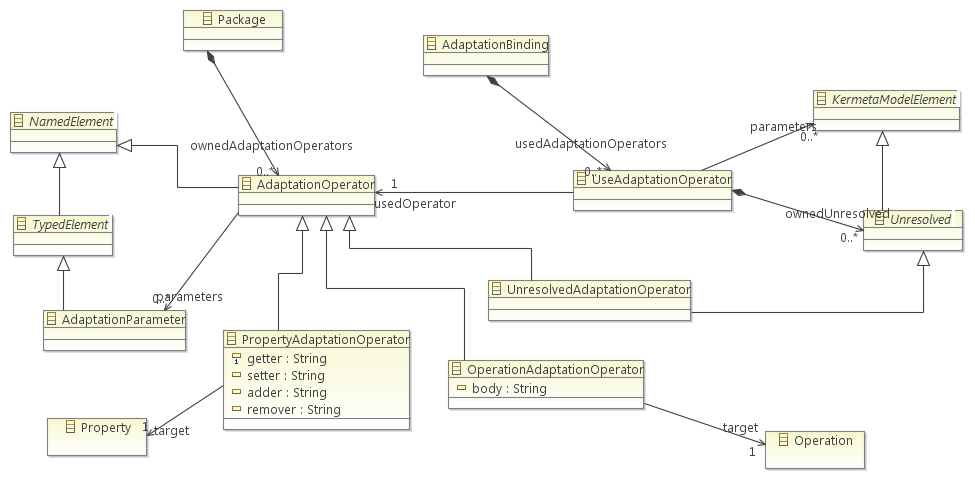 Package
AdaptationBinding
KermetaModelElement
NamedElement
parameters
0..*
ownedAdaptationOperators
usedAdaptationOperators
0..*
0..*
AdaptationOperator
1
usedOperator
UseAdaptationOperator
ownedUnresolved
0..*
TypedElement
Unresolved
parameters
UnresolvedAdaptationOperator
AdaptationParameter
PropertyAdaptationOperator
getter : String
setter : String
adder : String
remover : String
OperationAdaptationOperator
body : String
Property
1
target
target
1
Operation